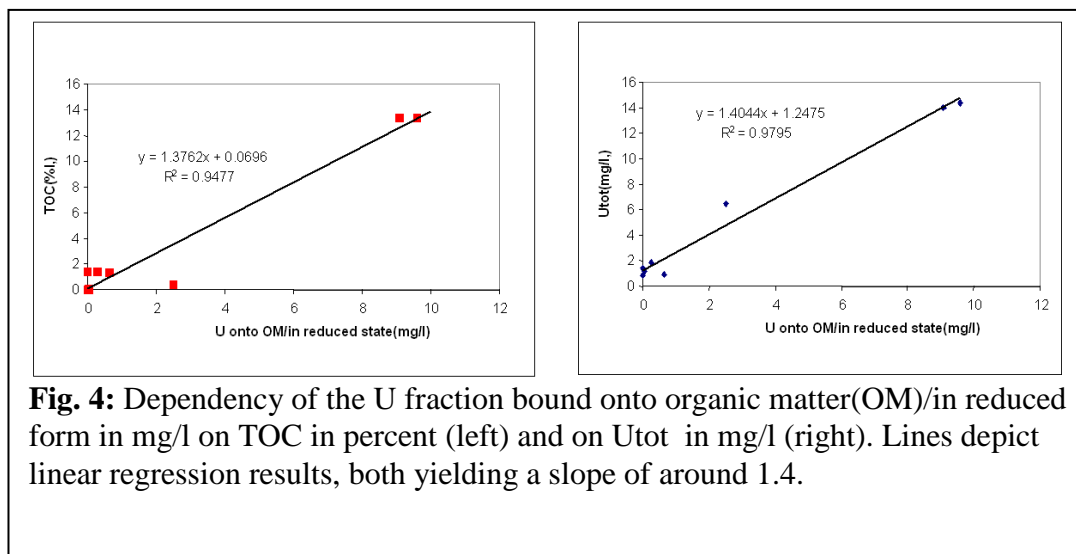 16
14
12
10
8
6
4
2
0
TOC(%l.)
y = 1.3762x + 0.0696
R² = 0.9477
0 2 4 6 8 10 12
U onto OM/in reduced state(mg/l)
16
14
12
10
8
6
4
2
0
Utot(mg/l.)
y = 1.4044x + 1.2475
R² = 0.9795
0 2 4 6 8 10 12
U onto OM/in reduced state(mg/l)
Fig. 4: Dependency of the U fraction bound onto organic matter(OM)/in reduced
form in mg/l on TOC in percent (left) and on Utot in mg/l (right). Lines depict
linear regression results, both yielding a slope of around 1.4.